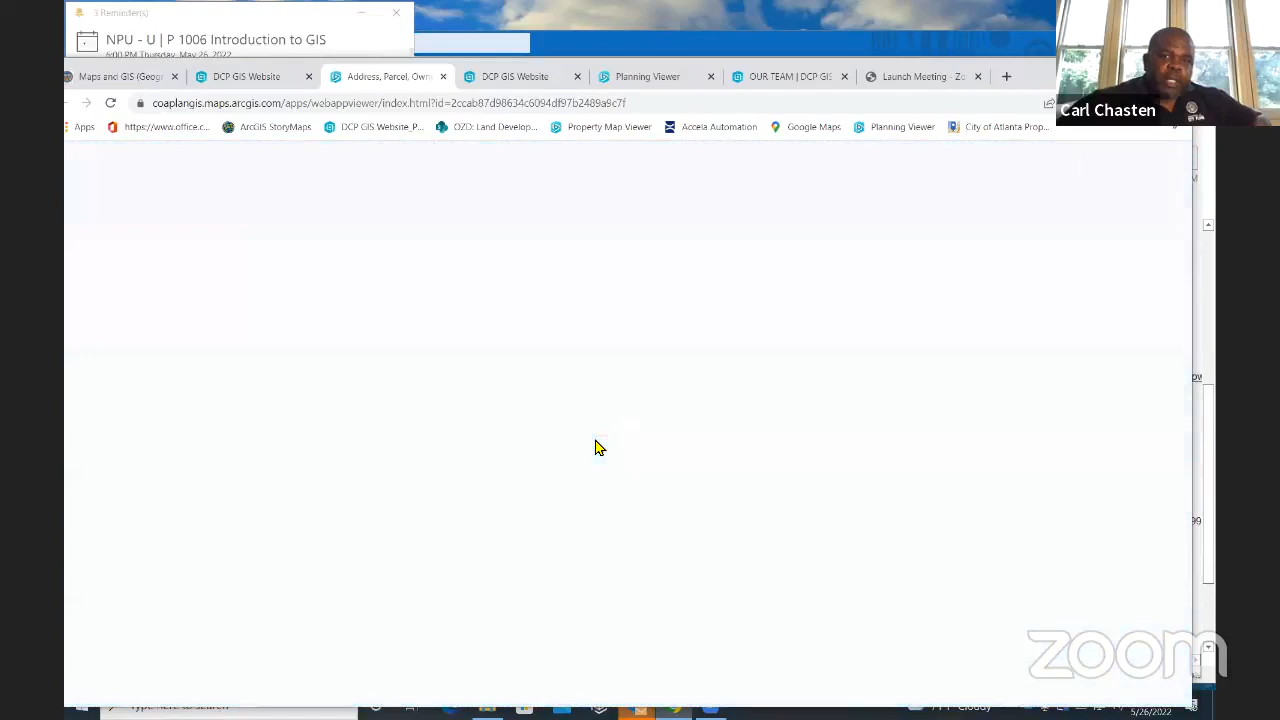 3 Reminder(s)
NPU - U | P 1006 Introduction to GIS
6:00 PM Thursday, May 26, 2022
Maps and GIS (Geogr
DCP GIS Website
Address, Parcel, Owne
DCP GIS Website
Planning Viewer
OUR TEAM | DCP GIS
Launch Meeting - Zo
coaplangis.maps.arcgis.com/apps/webappviewer/index.html?id=2ccab87d98634c6094df97b2489a9c7f
Apps
https://www.office.c...
ArcGIS StoryMaps
DCP GIS Website_P...
OZD: Land Develop...
Property Map Viewer
Accela Automation
Google Maps
Planning Viewer
City of Atlanta Prop...
Carl Chasten
zoom
Type here to search
Cloudy
5/26/2022